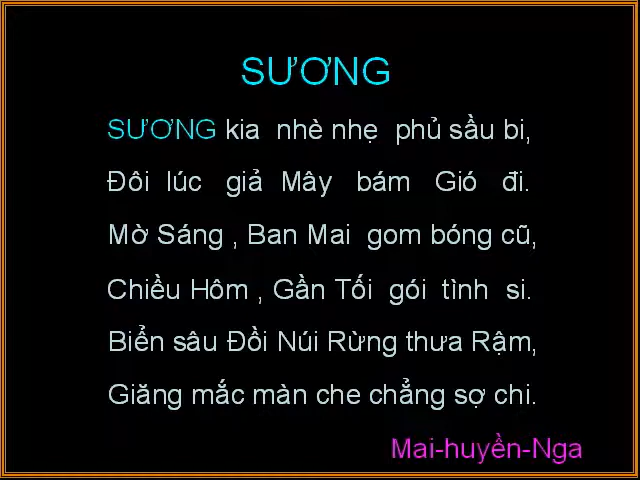 SƯƠNG
SƯƠNG kia nhè nhẹ phủ sầu bi,
Đôi lúc giả Mây bám Gió đi.
Mờ Sáng , Ban Mai gom bóng cũ,
Chiều Hôm , Gần Tối gói tình si.
Biển sâu Đồi Núi Rừng thưa Rậm,
Giăng mắc màn che chẳng sợ chi.
Mai-huyền-Nga